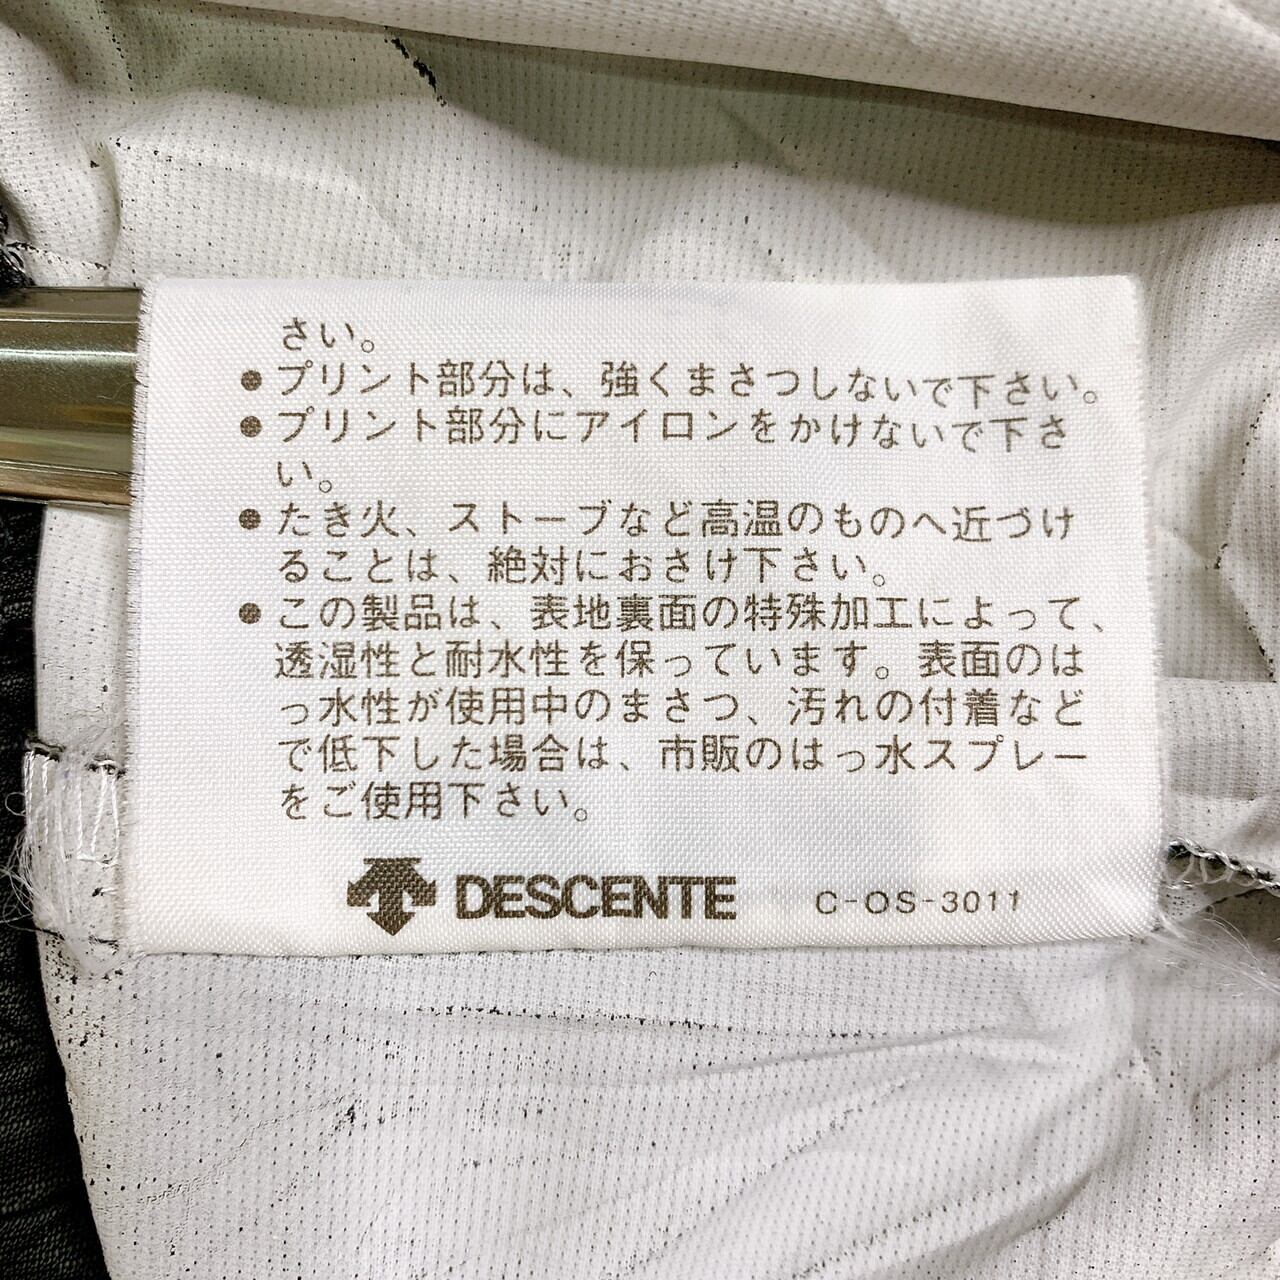 さい。
●プリント部分は、強くまさつしないで下さい。
●プリント部分にアイロンをかけないで下さ
い。
●たき火、ストーブなど高温のものへ近づけ
ることは、絶対におさけ下さい。
●この製品は、表地裏面の特殊加工によって、
透湿性と耐水性を保っています。表面のは
っ水性が使用中のまさつ、汚れの付着など
で低下した場合は、市販のはっ水スプレー
をご使用下さい。
DESCENTE C-OS-3011